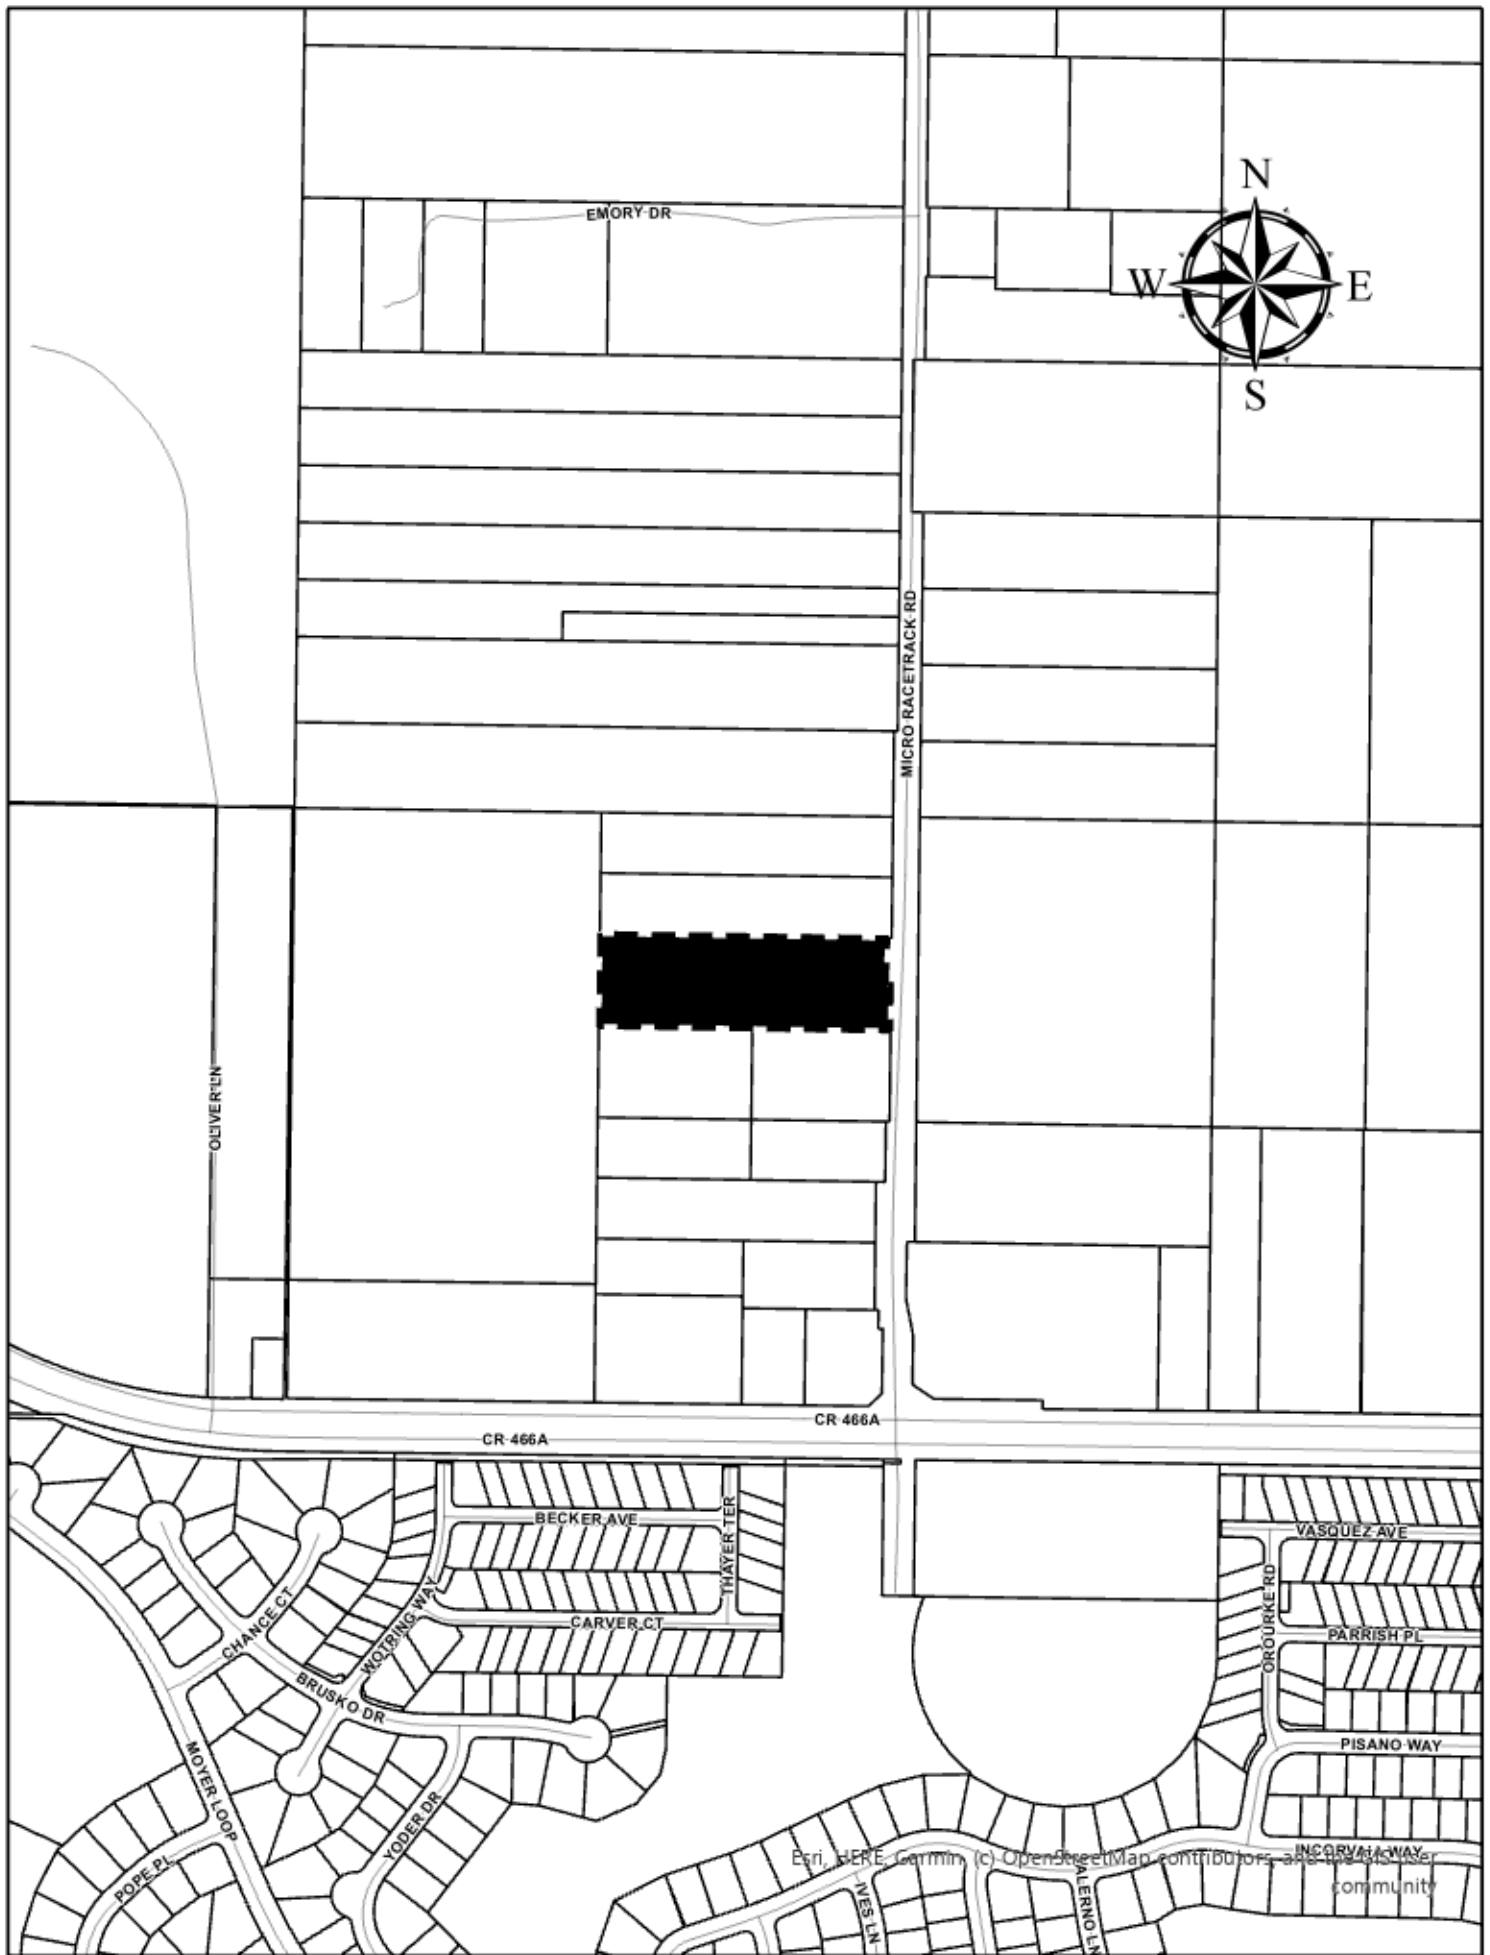 N
EMORY DR
W
E
S
MICRO RACETRACK RD
OLIVER LN
CR 466A
CR 466A
BECKER AVE
THAYER TER
VASQUEZ AVE
CHANCE CT
WOTRING WAY
CARVER CT
OROURKE RD
PARRISH PL
BRUSKO DR
PISANO WAY
MOYER LOOP
YODER DR
POPE PL
INCORVAIA WAY
Esri, HERE, Garmin, (c) OpenStreetMap contributors, and the GIS user
community
IVES LN
ALERNO LN